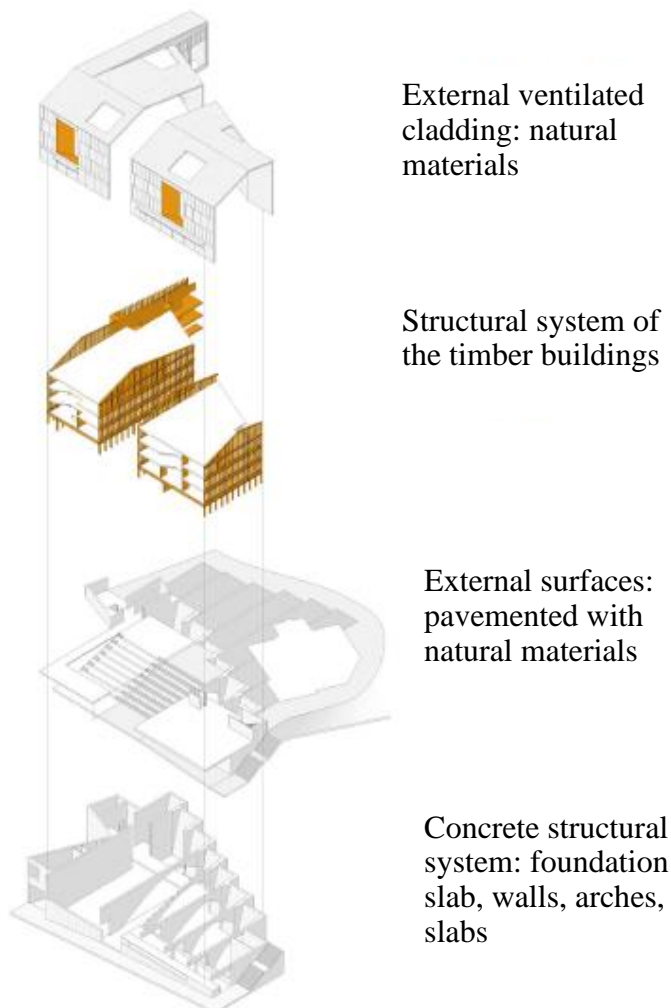 External ventilated
cladding: natural
materials
Structural system of
the timber buildings
External surfaces:
pavemented with
natural materials
Concrete structural
system: foundation
slab, walls, arches,
slabs